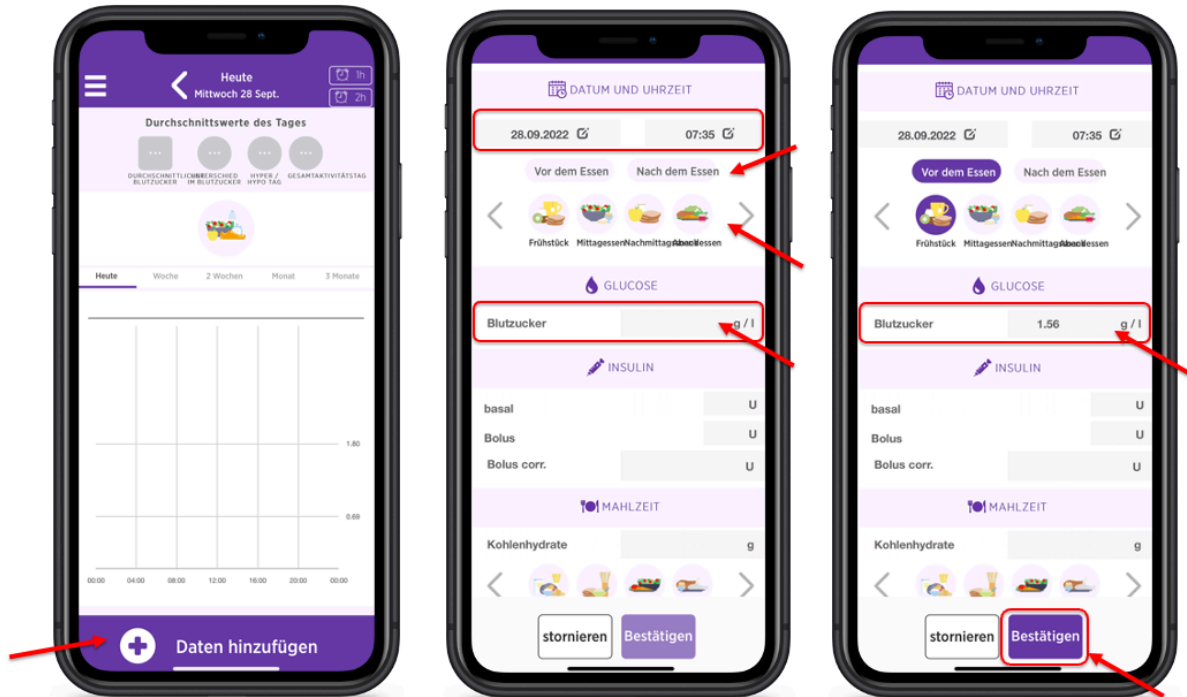 Heute
Mittwoch 28 Sept.
1h
2h
Durchschnittswerte des Tages
DURCHSCHNITTLICHER
BLUTZUCKER
IM BLUTZUCKER
HYPER /
HYPO TAG
GESAMTAKTIVITÄTSTAG
Heute Woche 2 Wochen Monat 3 Monate
1.80
0.69
00:00 04:00 08:00 12:00 16:00 20:00 00:00
Daten hinzufügen
DATUM UND UHRZEIT
28.09.2022 07:35
Vor dem Essen Nach dem Essen
Frühstück Mittagessen
GLUCOSE
Blutzucker g / l
INSULIN
basal U
Bolus U
Bolus corr. U
MAHLZEIT
Kohlenhydrate g
stornieren Bestätigen
DATUM UND UHRZEIT
28.09.2022 07:35
Vor dem Essen Nach dem Essen
Frühstück Mittagessen
GLUCOSE
Blutzucker 1.56 g / l
INSULIN
basal U
Bolus U
Bolus corr. U
MAHLZEIT
Kohlenhydrate g
stornieren Bestätigen